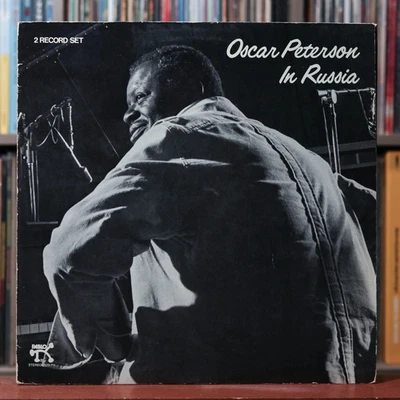 2 RECORD SET
Oscar Peterson
In Russia
PABLO